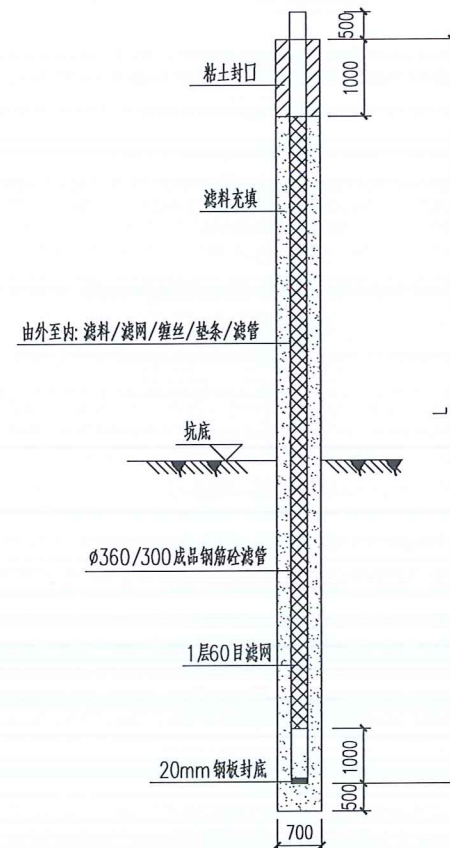 500
粘土封口
1000
滤料充填
由外至内: 滤料/滤网/缠丝/垫条/滤管
L
坑底
ø360/300成品钢筋砼滤管
1层60目滤网
1000
20mm钢板封底
500
700